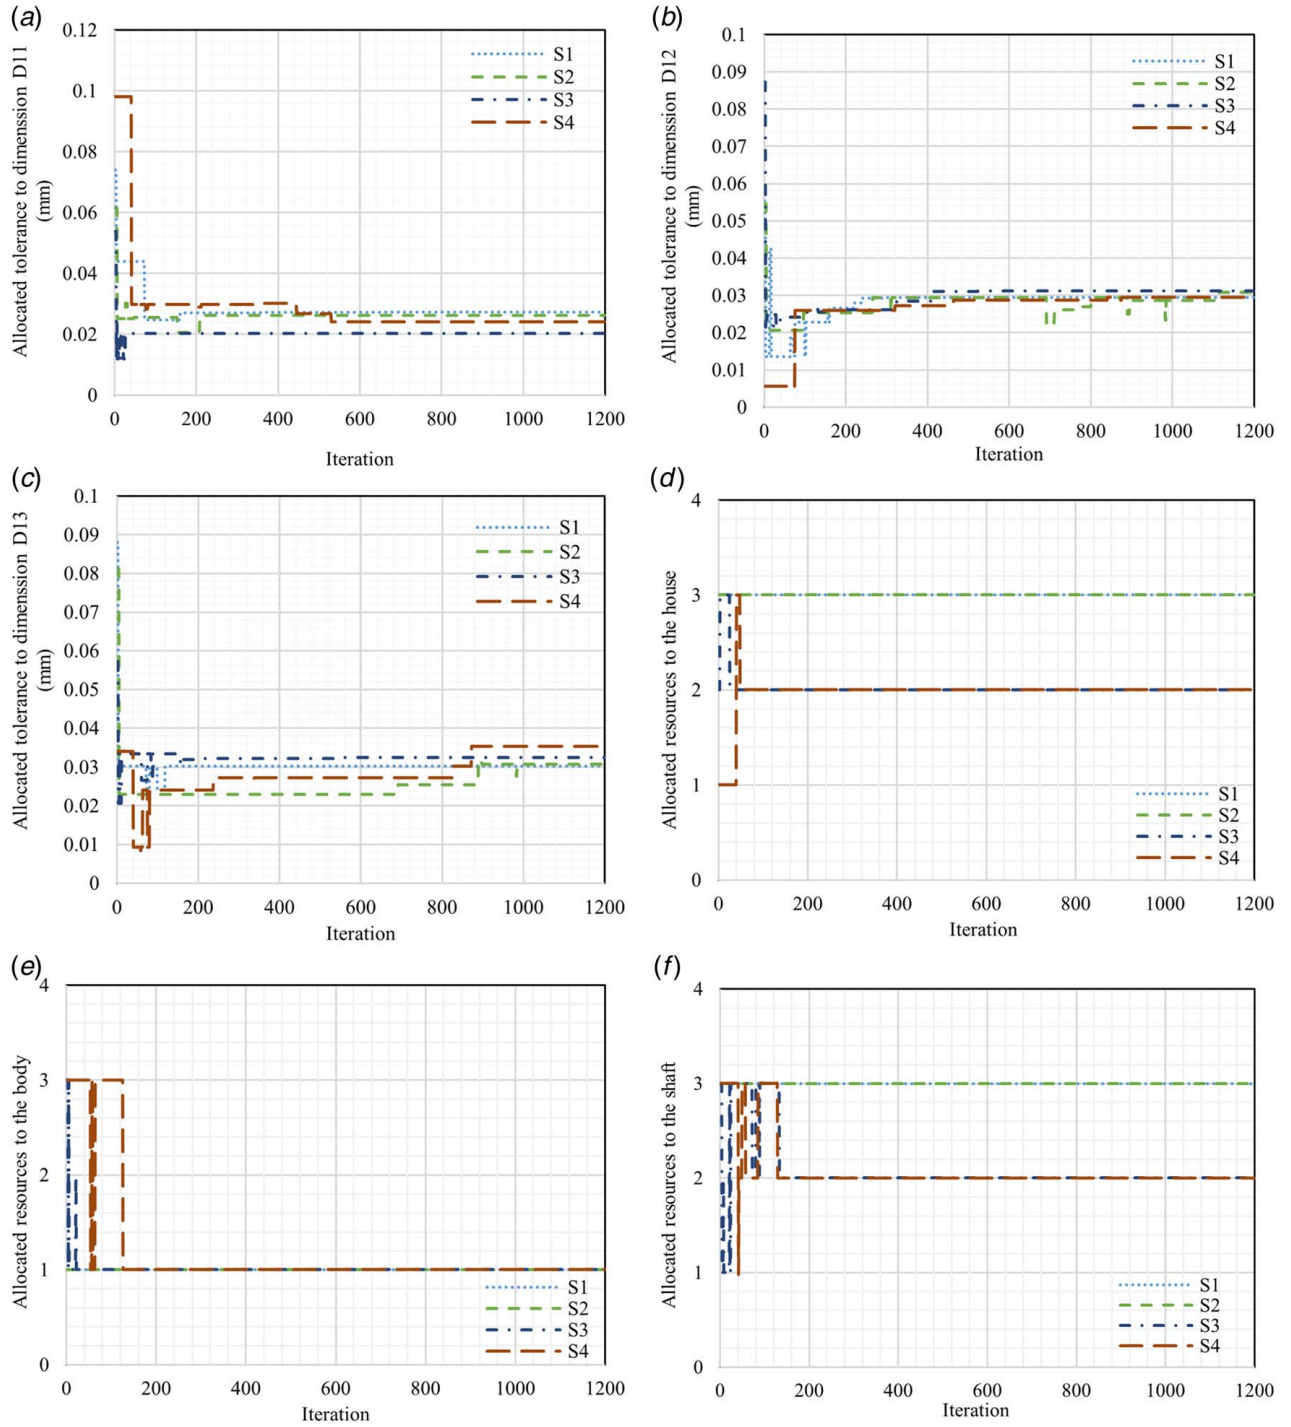 (a)
0.12
0.1
0.08
0.06
0.04
0.02
0
0 200 400 600 800 1000 1200
Allocated tolerance to dimenssion D11
(mm)
Iteration
S1
S2
S3
S4
(b)
0.1
0.09
0.08
0.07
0.06
0.05
0.04
0.03
0.02
0.01
0
0 200 400 600 800 1000 1200
Allocated tolerance to dimenssion D12
(mm)
Iteration
S1
S2
S3
S4
(c)
0.1
0.09
0.08
0.07
0.06
0.05
0.04
0.03
0.02
0.01
0
0 200 400 600 800 1000 1200
Allocated tolerance to dimenssion D13
(mm)
Iteration
S1
S2
S3
S4
(d)
4
3
2
1
0
0 200 400 600 800 1000 1200
Allocated resources to the house
Iteration
S1
S2
S3
S4
(e)
4
3
2
1
0
0 200 400 600 800 1000 1200
Allocated resources to the body
Iteration
S1
S2
S3
S4
(f)
4
3
2
1
0
0 200 400 600 800 1000 1200
Allocated resources to the shaft
Iteration
S1
S2
S3
S4